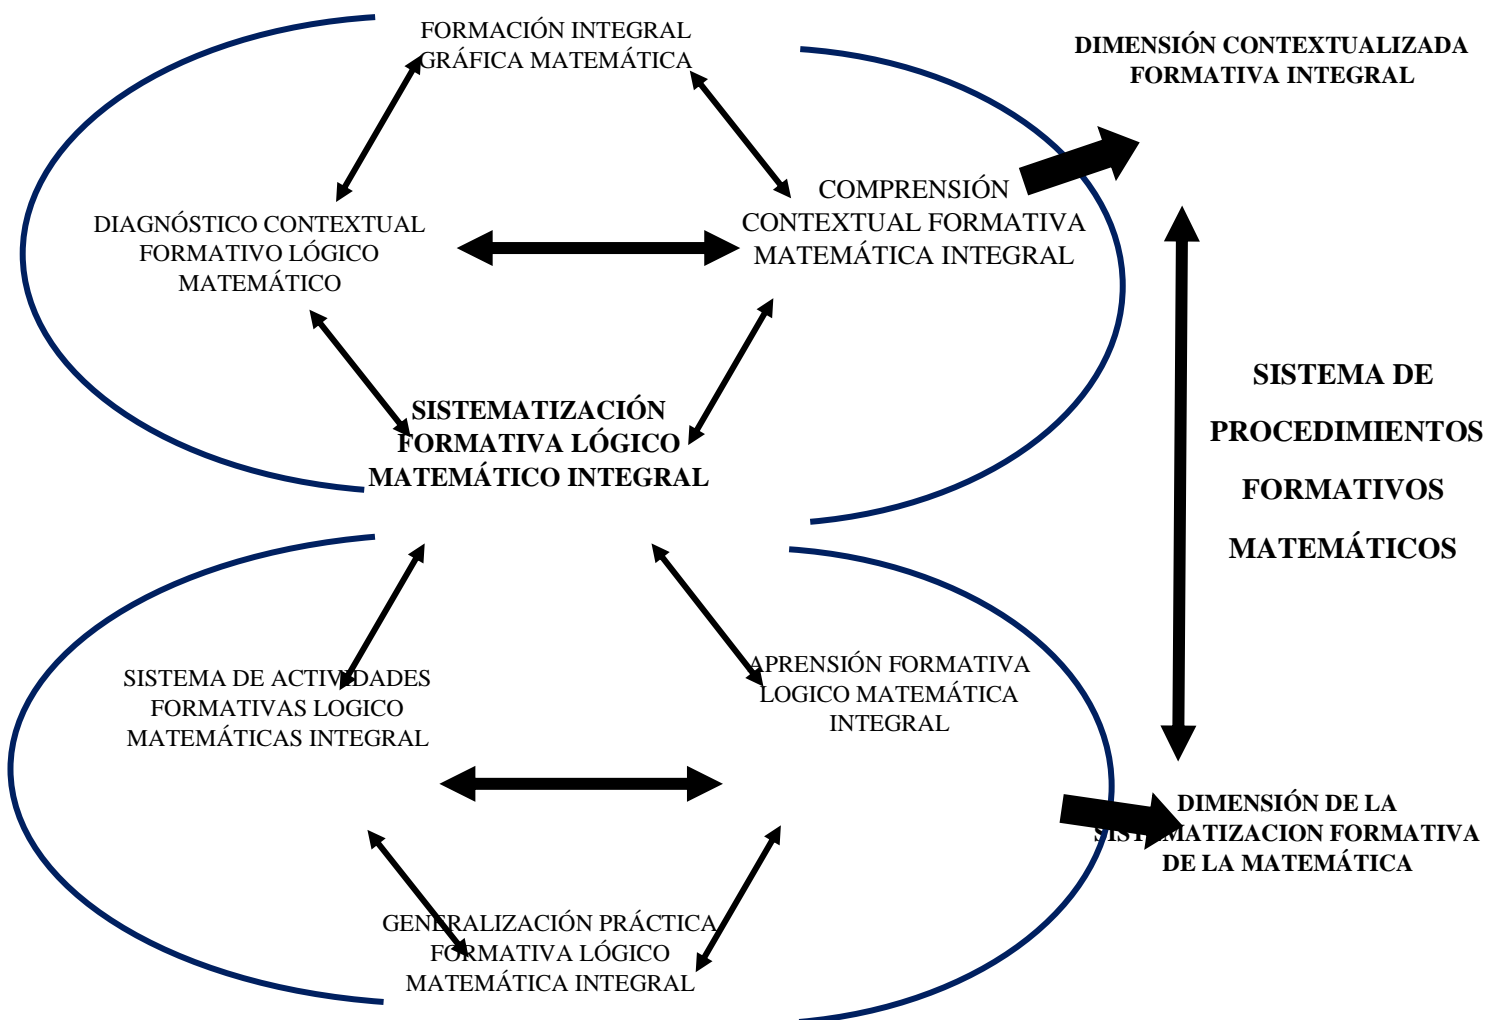 FORMACIÓN INTEGRAL
GRÁFICA MATEMÁTICA
DIMENSIÓN CONTEXTUALIZADA
FORMATIVA INTEGRAL
DIAGNÓSTICO CONTEXTUAL
FORMATIVO LÓGICO
MATEMÁTICO
COMPRENSIÓN
CONTEXTUAL FORMATIVA
MATEMÁTICA INTEGRAL
SISTEMATIZACIÓN
FORMATIVA LÓGICO
MATEMÁTICO INTEGRAL
SISTEMA DE
PROCEDIMIENTOS
FORMATIVOS
MATEMÁTICOS
SISTEMA DE ACTIVIDADES
FORMATIVAS LOGICO
MATEMÁTICAS INTEGRAL
APRENSIÓN FORMATIVA
LOGICO MATEMÁTICA
INTEGRAL
DIMENSIÓN DE LA
SISTEMATIZACION FORMATIVA
DE LA MATEMÁTICA
GENERALIZACIÓN PRÁCTICA
FORMATIVA LÓGICO
MATEMÁTICA INTEGRAL